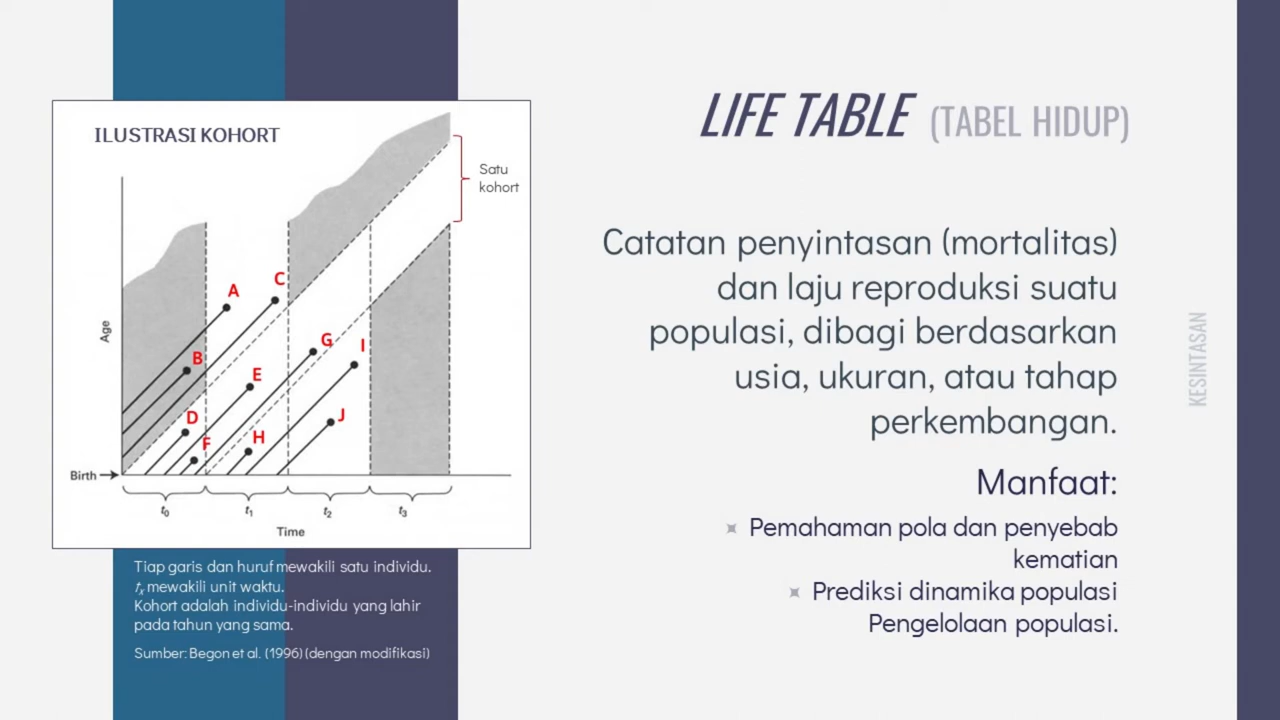 ILUSTRASI KOHORT
Satu
kohort
A
C
G
I
B
E
J
D
F
H
Age
Birth
t0
t1
t2
t3
Time
Tiap garis dan huruf mewakili satu individu.
tx mewakili unit waktu.
Kohort adalah individu-individu yang lahir
pada tahun yang sama.
Sumber: Begon et al. (1996) (dengan modifikasi)
LIFE TABLE (TABEL HIDUP)
Catatan penyintasan (mortalitas)
dan laju reproduksi suatu
populasi, dibagi berdasarkan
usia, ukuran, atau tahap
perkembangan.
Manfaat:
Pemahaman pola dan penyebab
kematian
Prediksi dinamika populasi
Pengelolaan populasi.
KESINTASAN